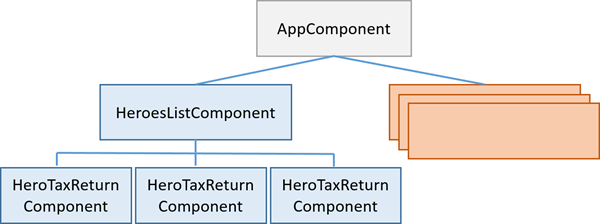 AppComponent
HeroesListComponent
HeroTaxReturn
Component
HeroTaxReturn
Component
HeroTaxReturn
Component